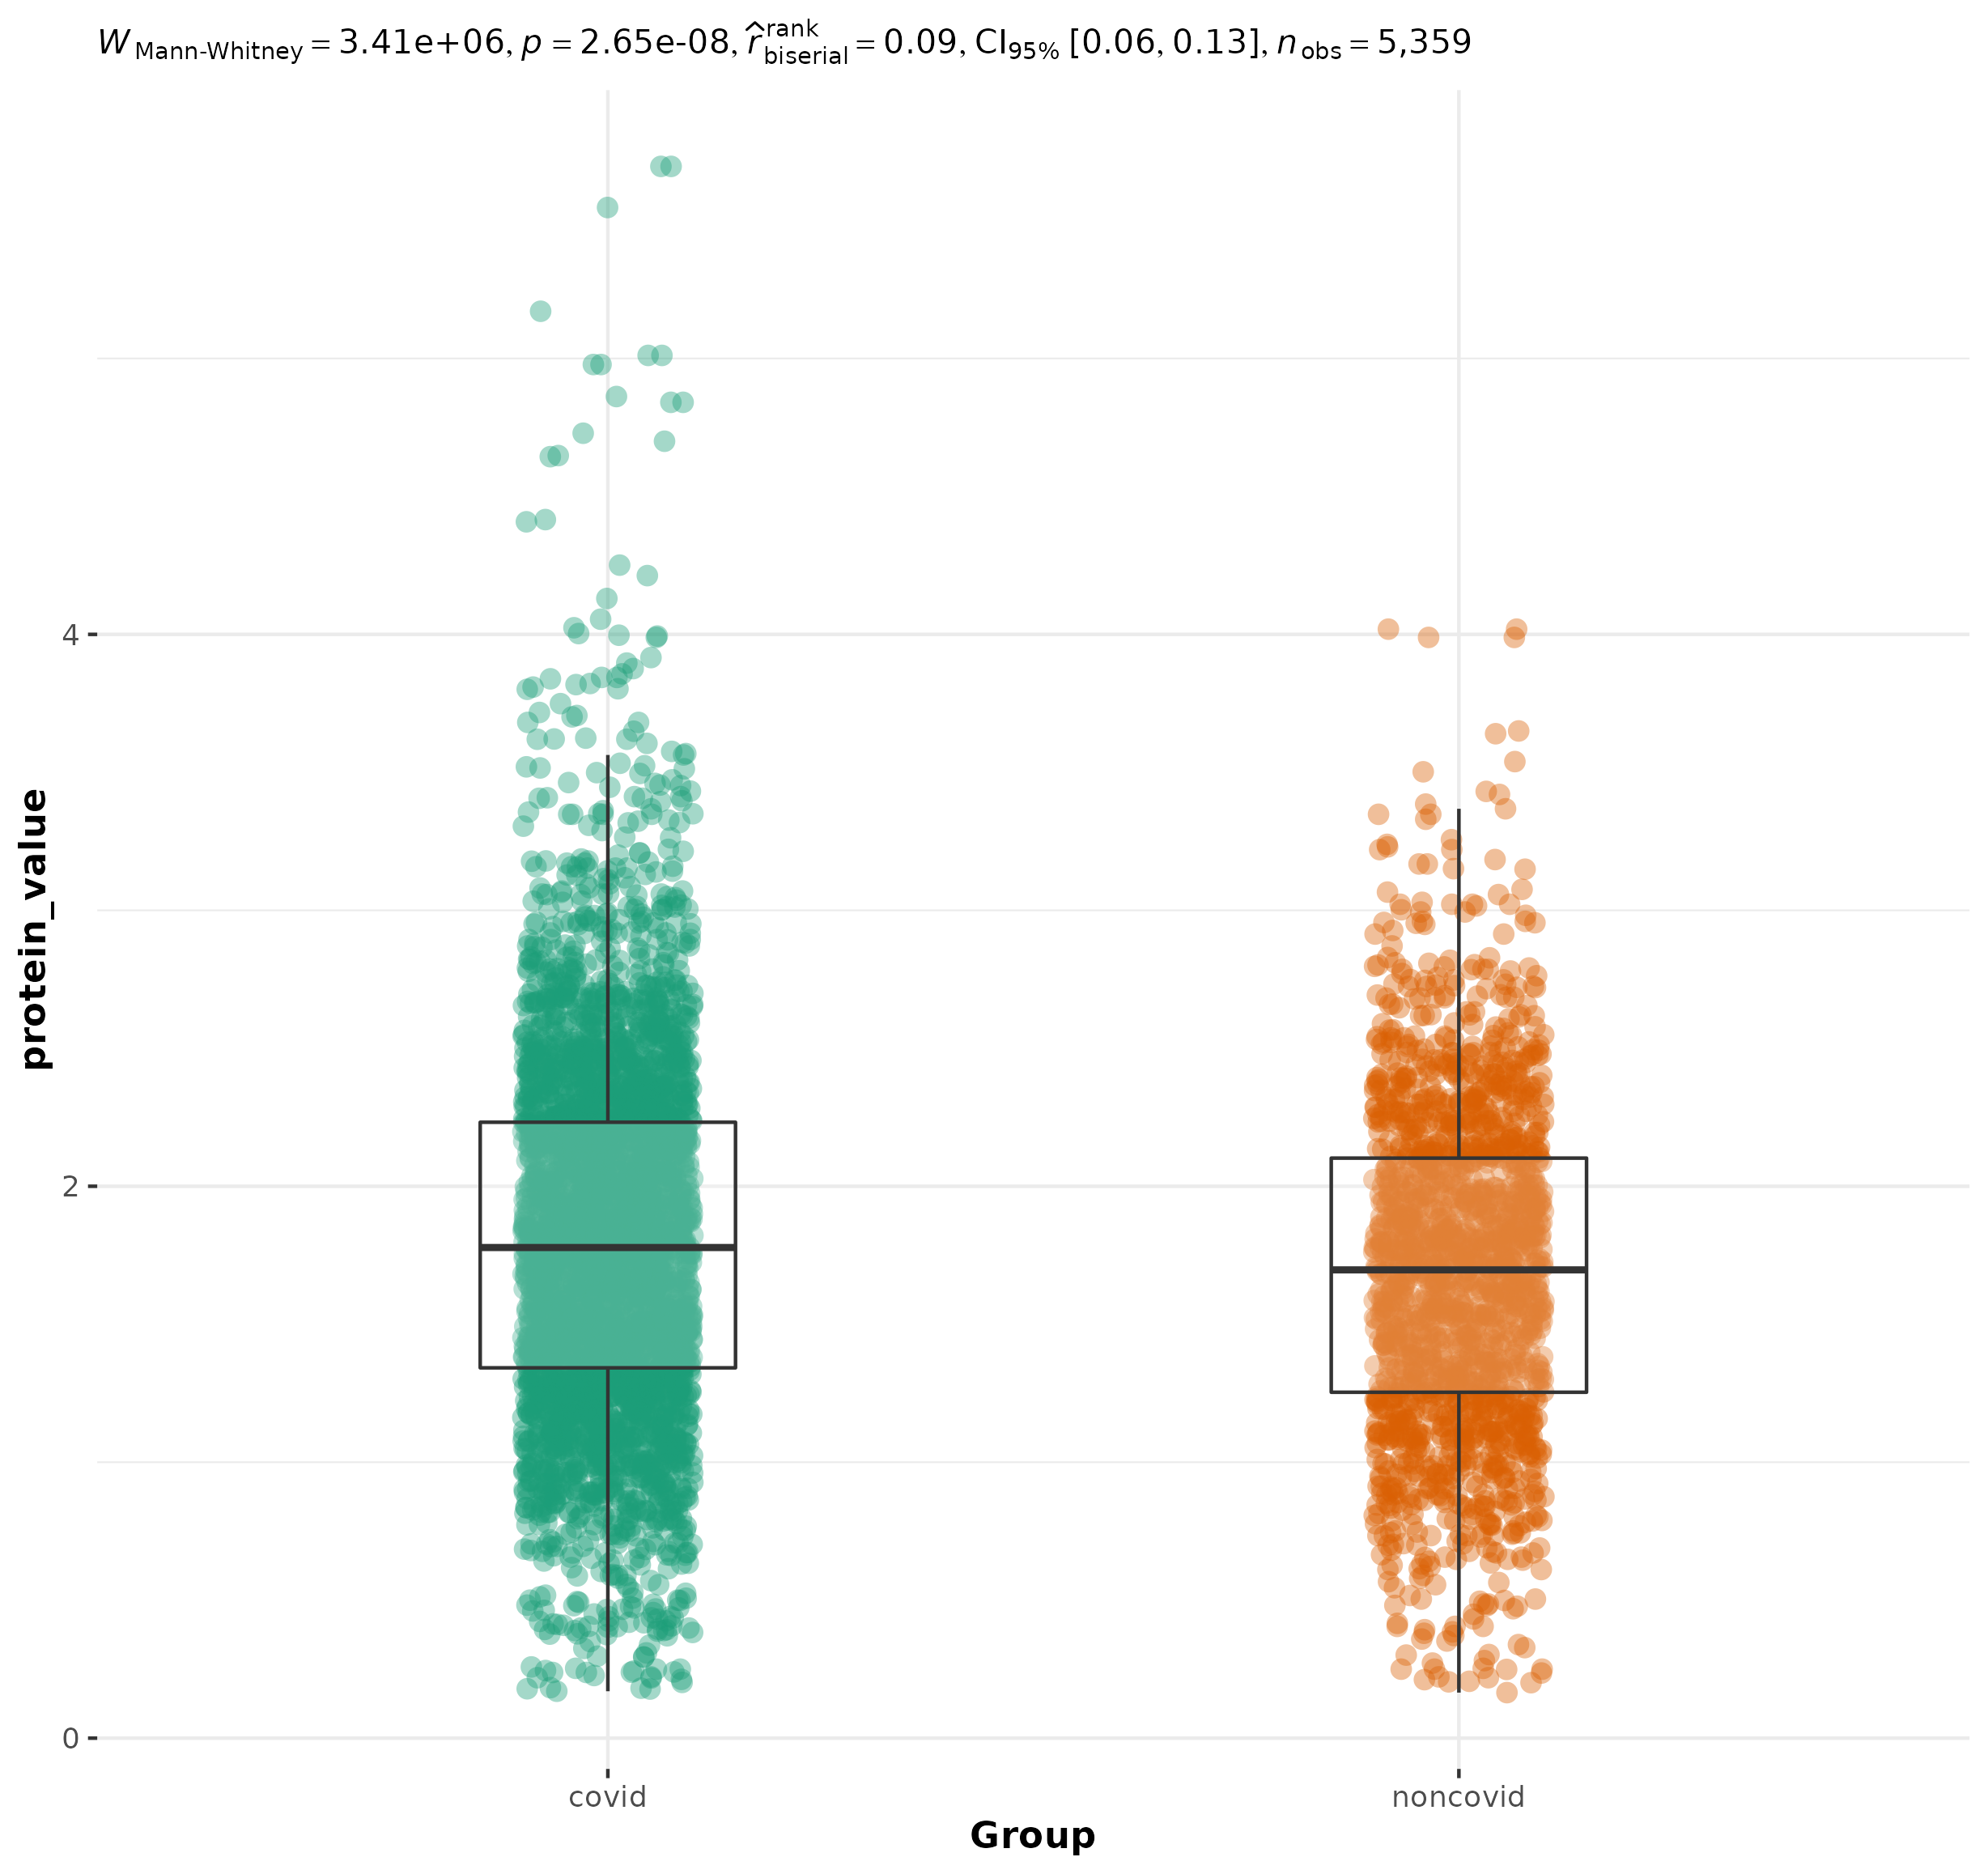 W Mann-Whitney = 3.41e+06, p = 2.65e-08, r̂ rank biserial = 0.09, CI95% [0.06, 0.13], n obs = 5,359
protein_value
4
2
0
covid noncovid
Group